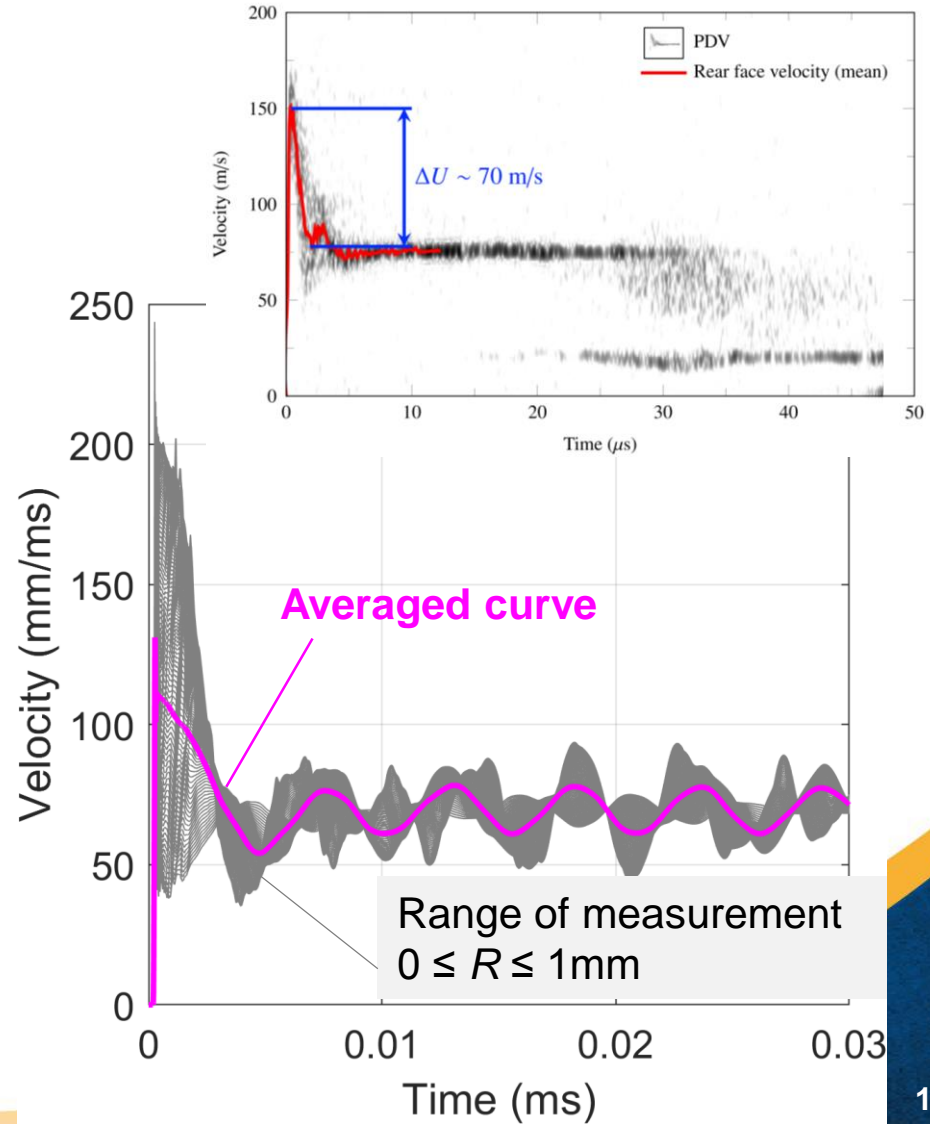 200
150
100
50
0
0
10
20
30
40
50
Velocity (m/s)
Time (μs)
PDV
Rear face velocity (mean)
ΔU ~ 70 m/s
250
200
150
100
50
0
0
0.01
0.02
0.03
Velocity (mm/ms)
Time (ms)
Averaged curve
Range of measurement
0 ≤ R ≤ 1mm
1